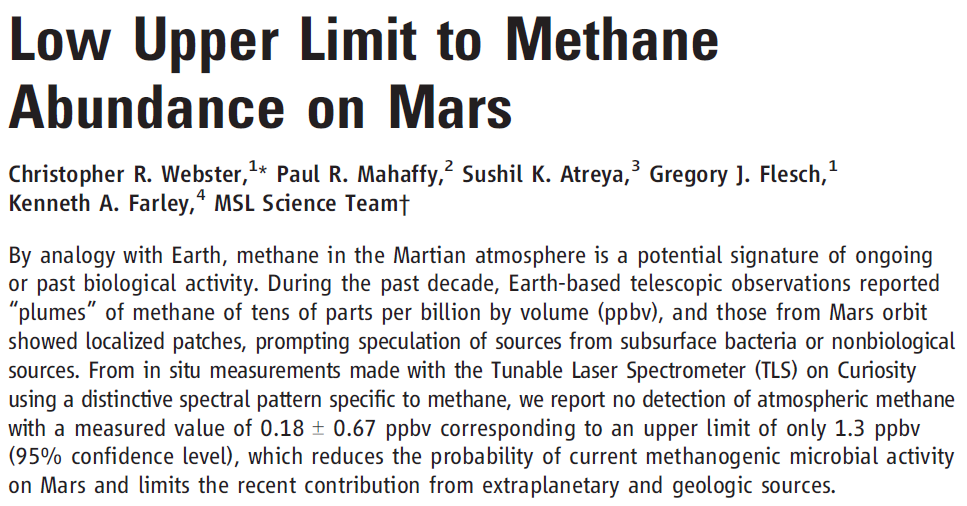 Low Upper Limit to Methane
Abundance on Mars
Christopher R. Webster,¹* Paul R. Mahaffy,² Sushil K. Atreya,³ Gregory J. Flesch,¹
Kenneth A. Farley,⁴ MSL Science Team†
By analogy with Earth, methane in the Martian atmosphere is a potential signature of ongoing
or past biological activity. During the past decade, Earth-based telescopic observations reported
“plumes” of methane of tens of parts per billion by volume (ppbv), and those from Mars orbit
showed localized patches, prompting speculation of sources from subsurface bacteria or nonbiological
sources. From in situ measurements made with the Tunable Laser Spectrometer (TLS) on Curiosity
using a distinctive spectral pattern specific to methane, we report no detection of atmospheric methane
with a measured value of 0.18 ± 0.67 ppbv corresponding to an upper limit of only 1.3 ppbv
(95% confidence level), which reduces the probability of current methanogenic microbial activity
on Mars and limits the recent contribution from extraplanetary and geologic sources.